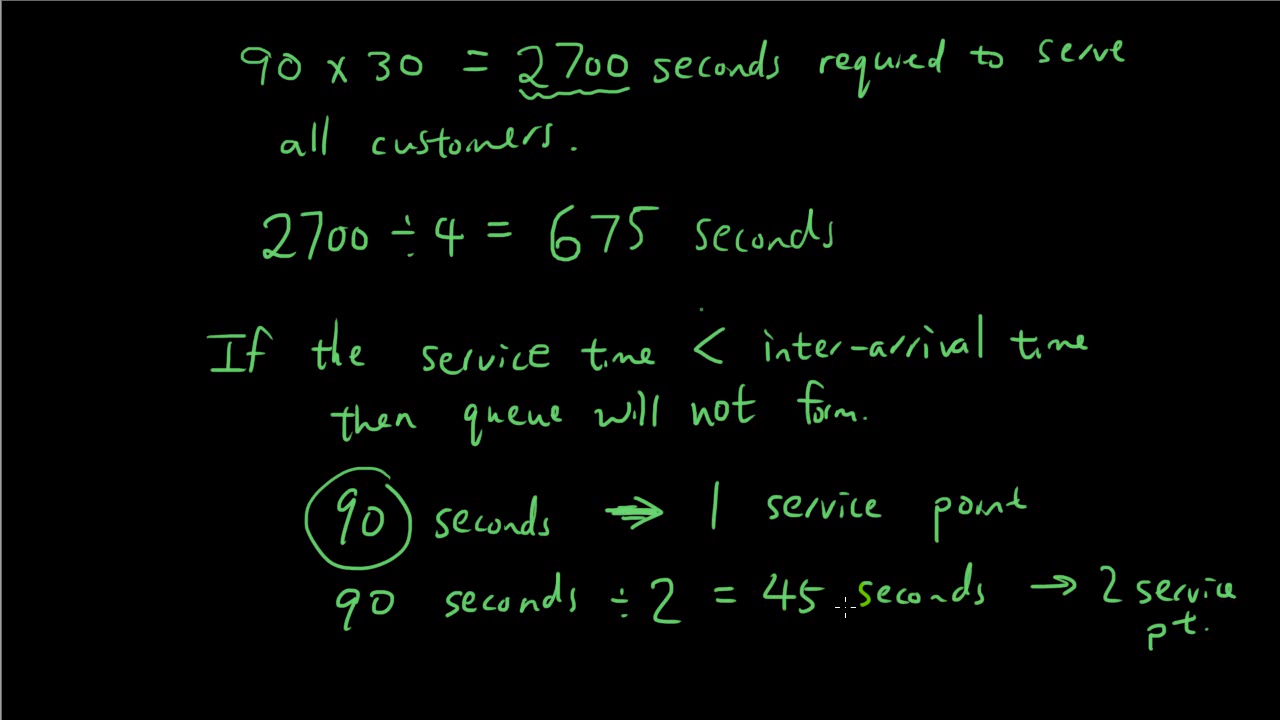 90 x 30 = 2700 seconds required to serve
all customers.
2700 ÷ 4 = 675 seconds
If the service time < inter-arrival time
then queue will not form.
90 seconds → 1 service point
90 seconds ÷ 2 = 45 seconds → 2 service
pt.